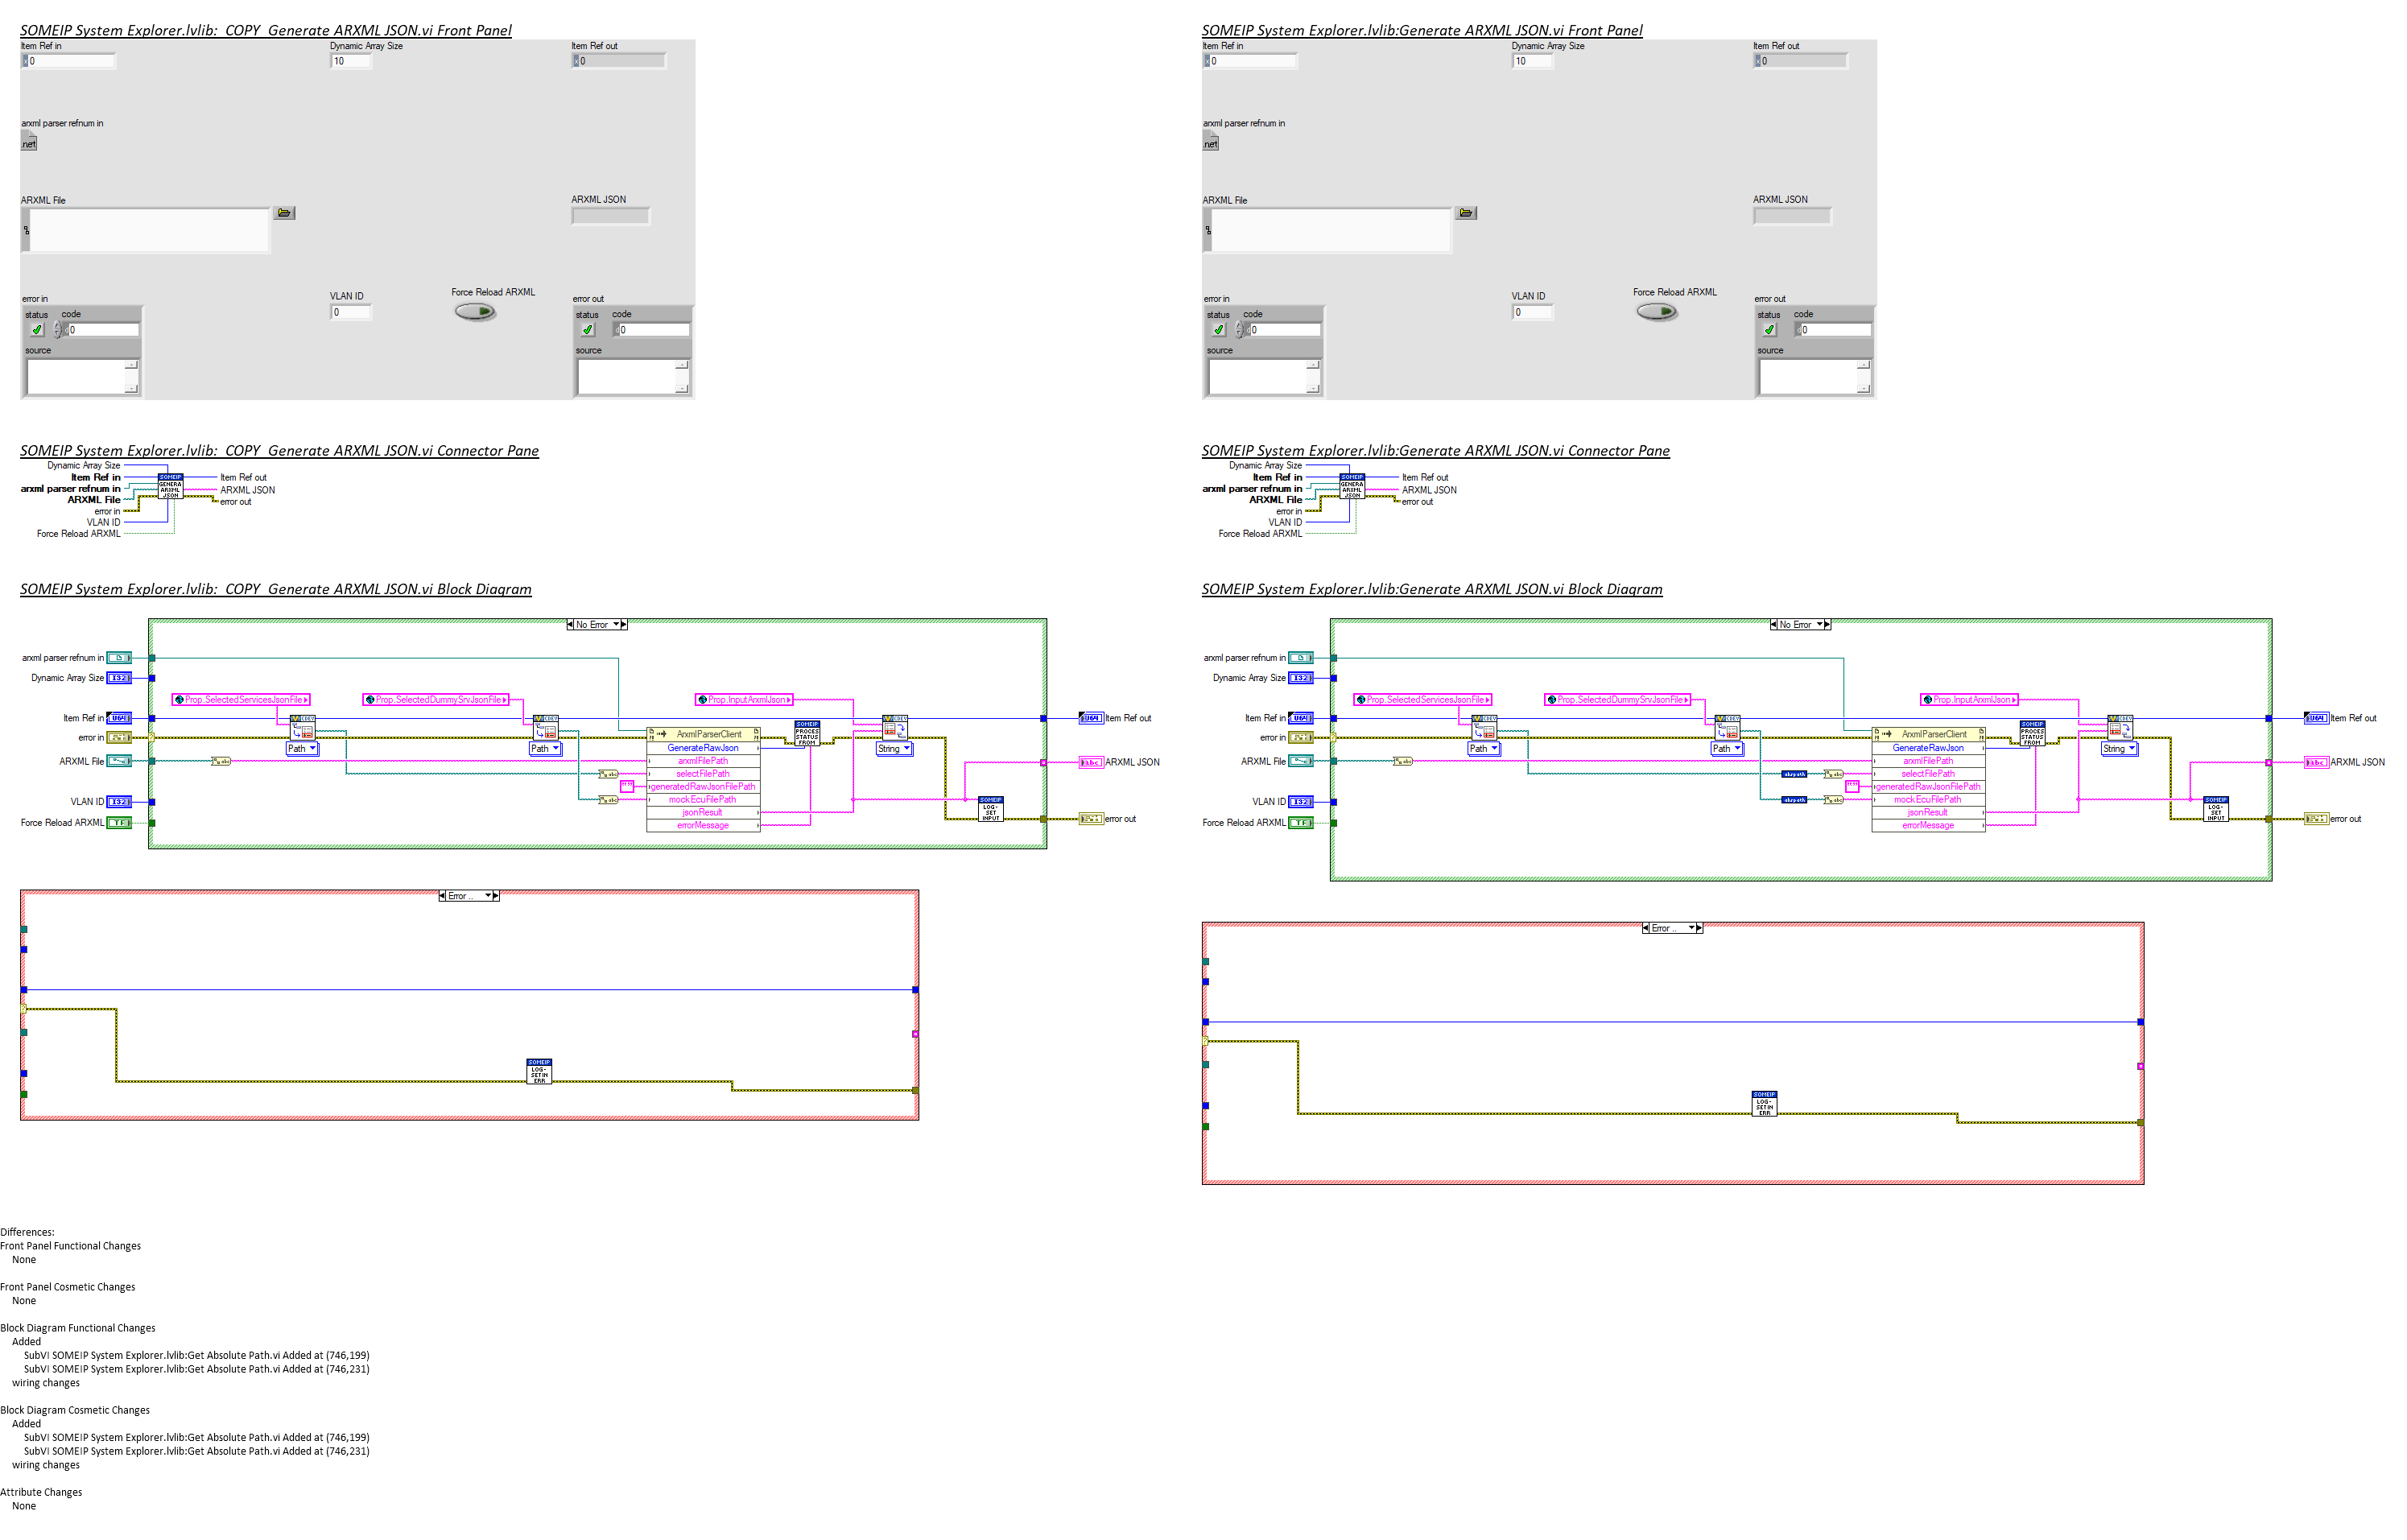 SOMEIP System Explorer.lvlib:  COPY  Generate ARXML JSON.vi Front Panel
Item Ref in
Dynamic Array Size
Item Ref out
x 0
10
x 0
arxml parser refnum in
.net
ARXML File
ARXML JSON
VLAN ID
Force Reload ARXML
0
error in
status
code
d 0
source
error out
status
code
d 0
source
SOMEIP System Explorer.lvlib:Generate ARXML JSON.vi Front Panel
Item Ref in
Dynamic Array Size
Item Ref out
x 0
10
x 0
arxml parser refnum in
.net
ARXML File
ARXML JSON
VLAN ID
Force Reload ARXML
0
error in
status
code
d 0
source
error out
status
code
d 0
source
SOMEIP System Explorer.lvlib:  COPY  Generate ARXML JSON.vi Connector Pane
Dynamic Array Size
Item Ref in
arxml parser refnum in
ARXML File
error in
VLAN ID
Force Reload ARXML
SOMEIP
GENERA
ARXML
JSON
Item Ref out
ARXML JSON
error out
SOMEIP System Explorer.lvlib:Generate ARXML JSON.vi Connector Pane
Dynamic Array Size
Item Ref in
arxml parser refnum in
ARXML File
error in
VLAN ID
Force Reload ARXML
SOMEIP
GENERA
ARXML
JSON
Item Ref out
ARXML JSON
error out
SOMEIP System Explorer.lvlib:  COPY  Generate ARXML JSON.vi Block Diagram
No Error
arxml parser refnum in
Dynamic Array Size
I32
Prop.SelectedServicesJsonFile
Prop.SelectedDummySrvJsonFile
Prop.InputArxmlJson
Item Ref in
U64
error in
ARXML File
VLAN ID
I32
Force Reload ARXML
TF
CDEV
Path
CDEV
Path
ArxmlParserClient
GenerateRawJson
arxmlFilePath
selectFilePath
generatedRawJsonFilePath
mockEcuFilePath
jsonResult
errorMessage
SOMEIP
PROCES
STATUS
FROM
CDEV
String
SOMEIP
LOG-
SET
INPUT
U64
Item Ref out
abc
ARXML JSON
error out
Error ..
SOMEIP
LOG-
SETIN
ERR
SOMEIP System Explorer.lvlib:Generate ARXML JSON.vi Block Diagram
No Error
arxml parser refnum in
Dynamic Array Size
I32
Prop.SelectedServicesJsonFile
Prop.SelectedDummySrvJsonFile
Prop.InputArxmlJson
Item Ref in
U64
error in
ARXML File
VLAN ID
I32
Force Reload ARXML
TF
CDEV
Path
CDEV
Path
ArxmlParserClient
GenerateRawJson
arxmlFilePath
selectFilePath
generatedRawJsonFilePath
mockEcuFilePath
jsonResult
errorMessage
SOMEIP
PROCES
STATUS
FROM
CDEV
String
SOMEIP
LOG-
SET
INPUT
U64
Item Ref out
abc
ARXML JSON
error out
Error ..
SOMEIP
LOG-
SETIN
ERR
Differences:
Front Panel Functional Changes
None
Front Panel Cosmetic Changes
None
Block Diagram Functional Changes
Added
SubVI SOMEIP System Explorer.lvlib:Get Absolute Path.vi Added at (746,199)
SubVI SOMEIP System Explorer.lvlib:Get Absolute Path.vi Added at (746,231)
wiring changes
Block Diagram Cosmetic Changes
Added
SubVI SOMEIP System Explorer.lvlib:Get Absolute Path.vi Added at (746,199)
SubVI SOMEIP System Explorer.lvlib:Get Absolute Path.vi Added at (746,231)
wiring changes
Attribute Changes
None